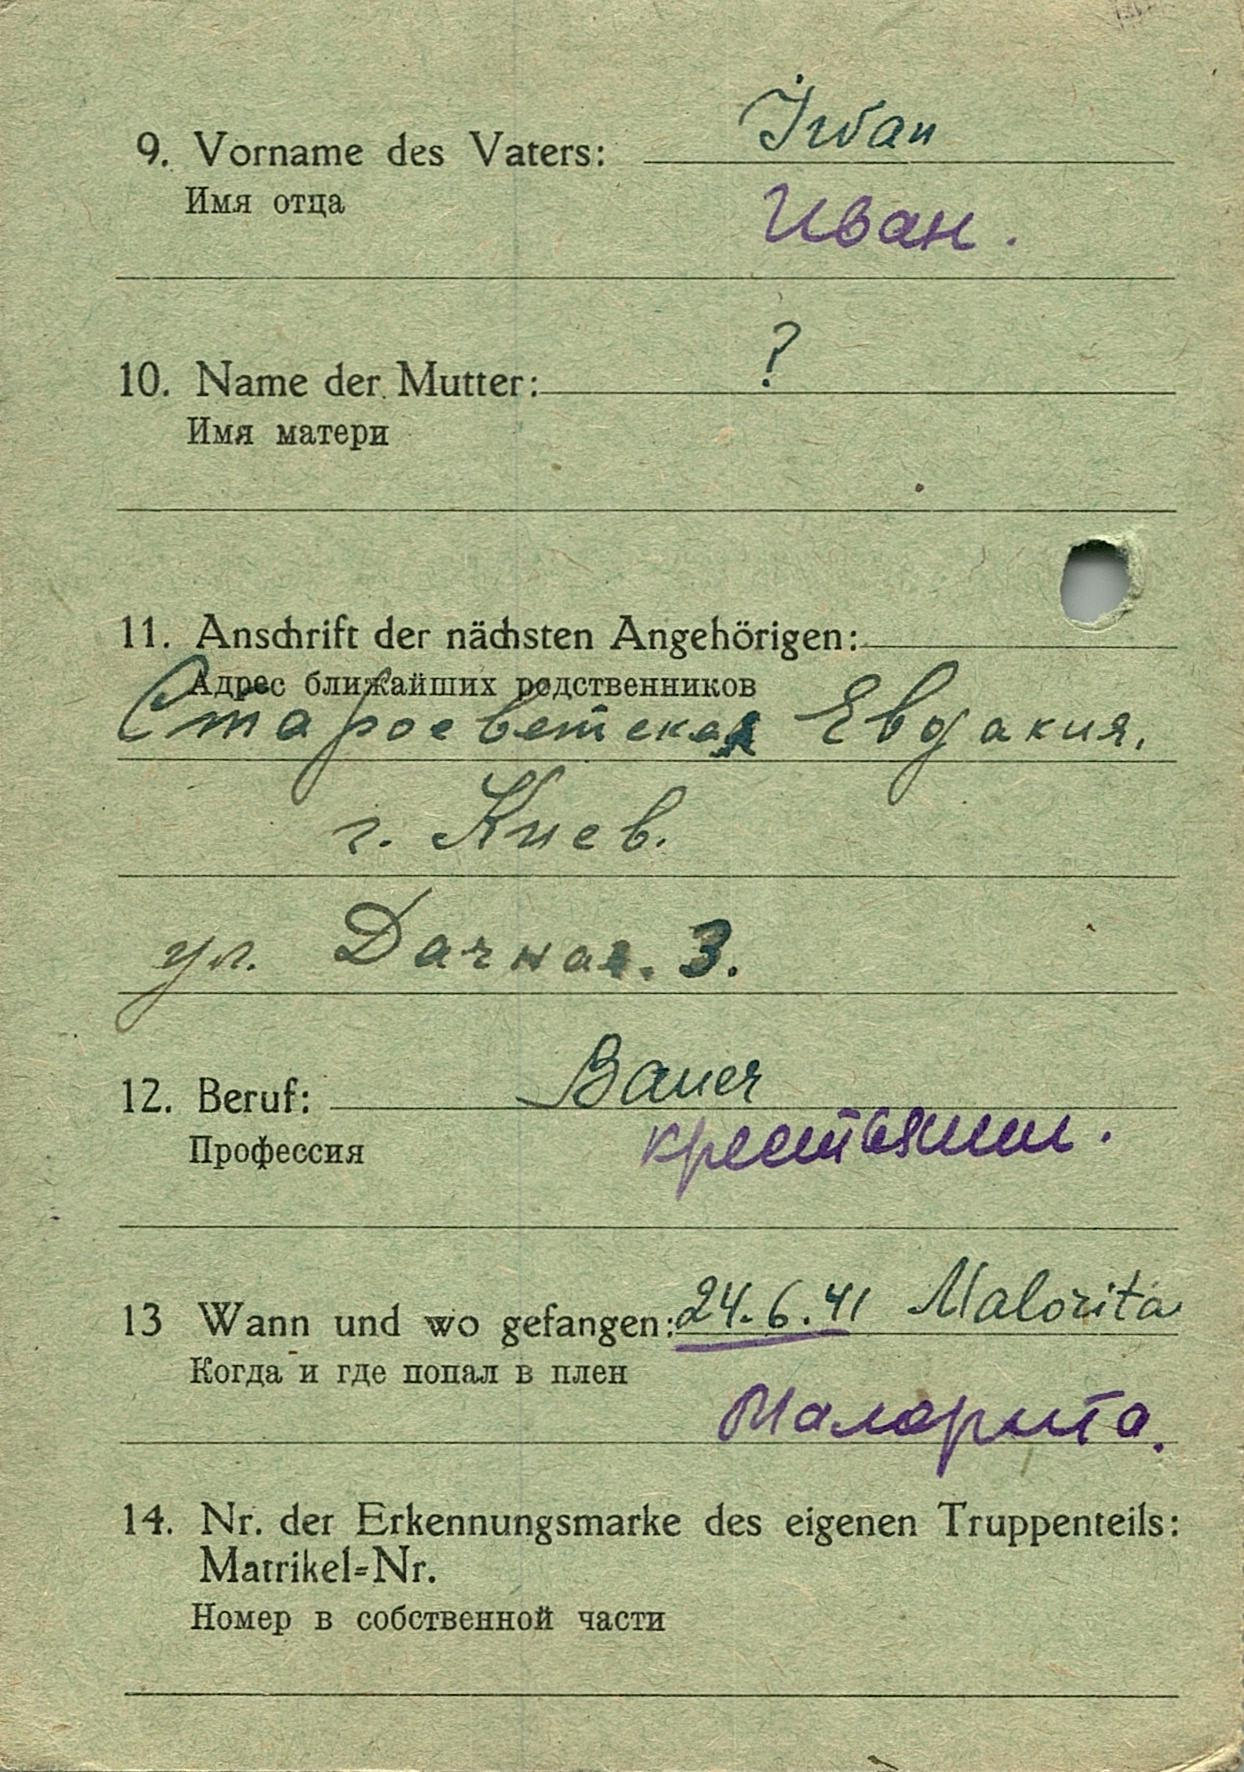 9. Vorname des Vaters: Iwan
Имя отца
Иван.
10. Name der Mutter: ?
Имя матери
11. Anschrift der nächsten Angehörigen:
Адрес ближайших родственников
Староеветская Евдакия,
г. Киев.
ул. Дачная. 3.
12. Beruf: Bauer
Профессия
крестьянин.
13 Wann und wo gefangen: 24.6.41 Malorita
Когда и где попал в плен
Малорита.
14. Nr. der Erkennungsmarke des eigenen Truppenteils:
Matrikel-Nr.
Номер в собственной части